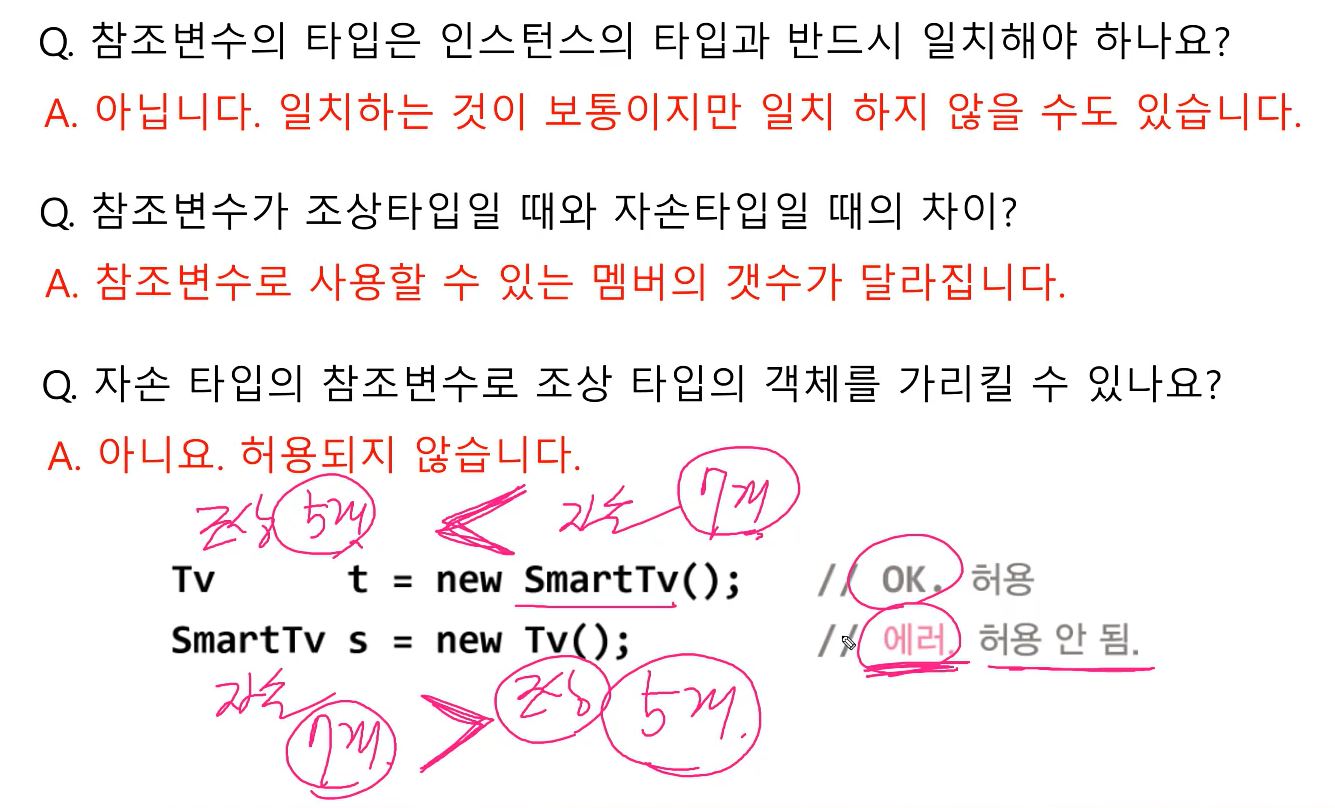 Q. 참조변수의 타입은 인스턴스의 타입과 반드시 일치해야 하나요?
A. 아닙니다. 일치하는 것이 보통이지만 일치 하지 않을 수도 있습니다.
Q. 참조변수가 조상타입일 때와 자손타입일 때의 차이?
A. 참조변수로 사용할 수 있는 멤버의 갯수가 달라집니다.
Q. 자손 타입의 참조변수로 조상 타입의 객체를 가리킬 수 있나요?
A. 아니요. 허용되지 않습니다.
조상 5개 < 자손 7개
Tv t = new SmartTv(); // OK. 허용
SmartTv s = new Tv(); // 에러. 허용 안 됨.
자손 7개 > 조상 5개.